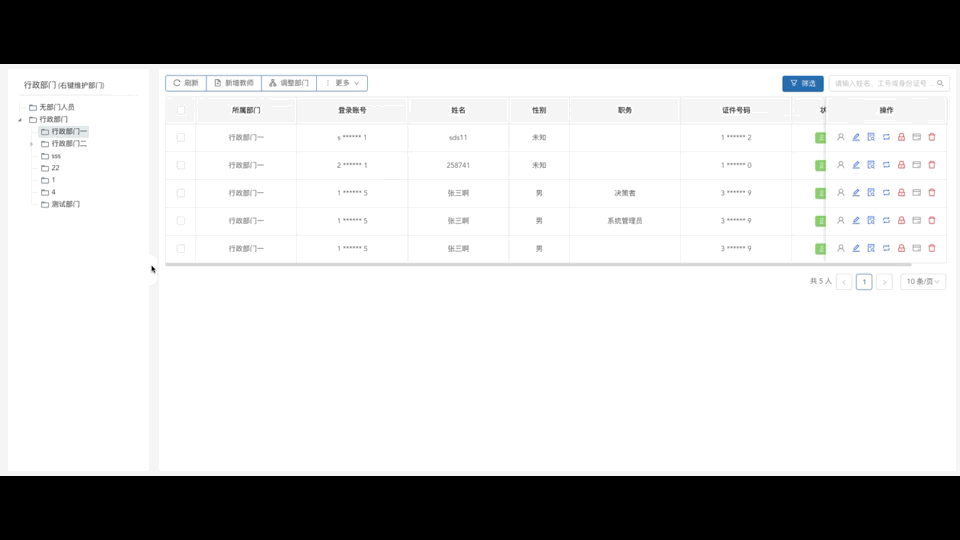 行政部门 (右键维护部门)
无部门人员
行政部门
行政部门一
行政部门二
sss
22
1
4
测试部门
刷新 新增教师 调整部门 更多 筛选 请输入姓名、工号或身份证号
所属部门 登录账号 姓名 性别 职务 证件号码 操作
行政部门一 s ****** 1 sds11 未知 1 ****** 2
行政部门一 2 ****** 1 258741 未知 1 ****** 0
行政部门一 1 ****** 5 张三啊 男 决策者 3 ****** 9
行政部门一 1 ****** 5 张三啊 男 系统管理员 3 ****** 9
行政部门一 1 ****** 5 张三啊 男 3 ****** 9
共 5 人 < 1 > 10 条/页